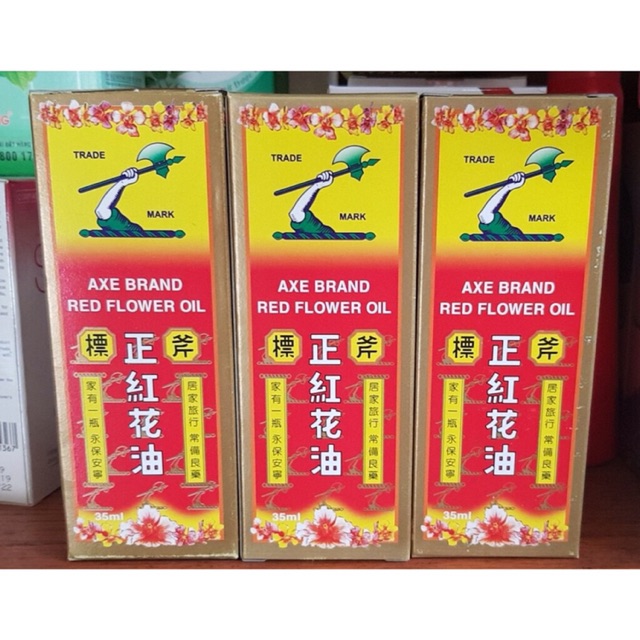 TRADE
MARK
AXE BRAND
RED FLOWER OIL
斧標
正紅花油
居家旅行 常備良藥
家有一瓶 永保安寧
35ml
TRADE
MARK
AXE BRAND
RED FLOWER OIL
斧標
正紅花油
居家旅行 常備良藥
家有一瓶 永保安寧
35ml
TRADE
MARK
AXE BRAND
RED FLOWER OIL
斧標
正紅花油
居家旅行 常備良藥
家有一瓶 永保安寧
35ml